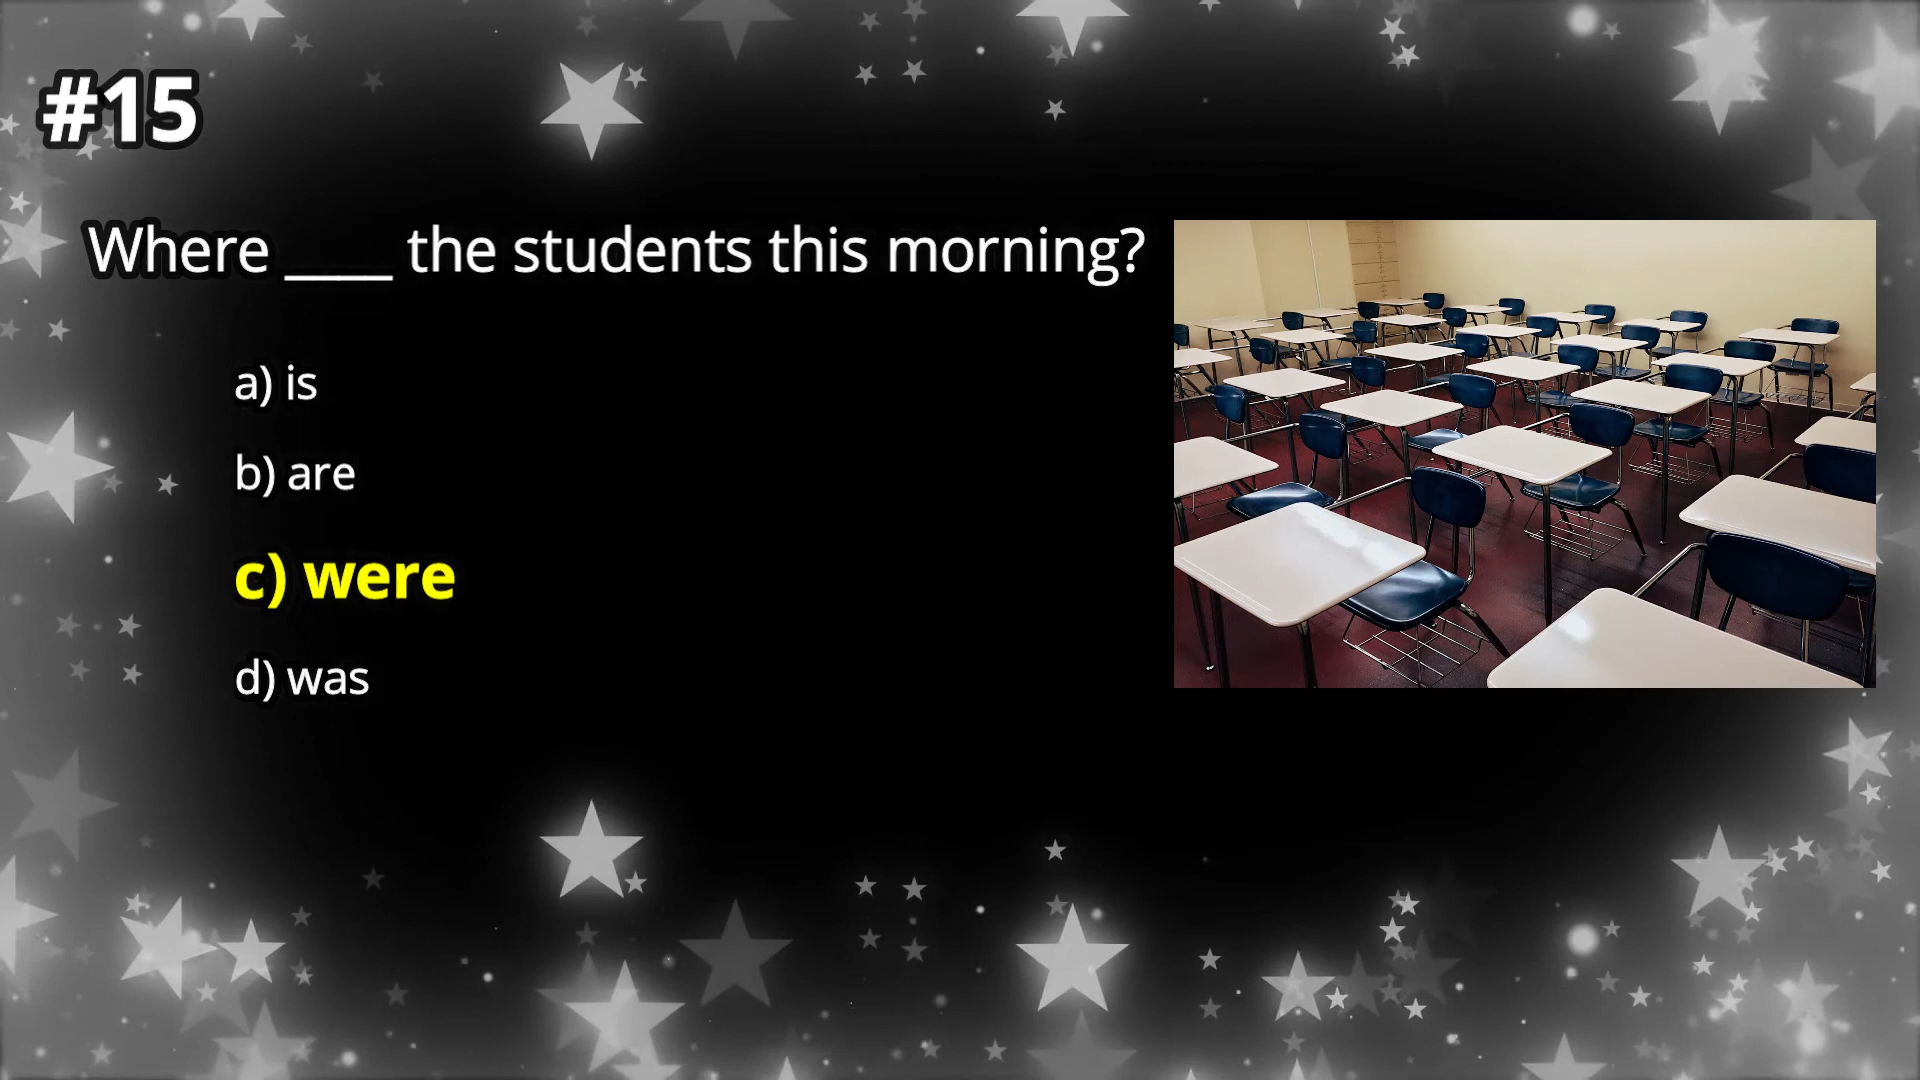 #15
Where ____ the students this morning?
a) is
b) are
c) were
d) was